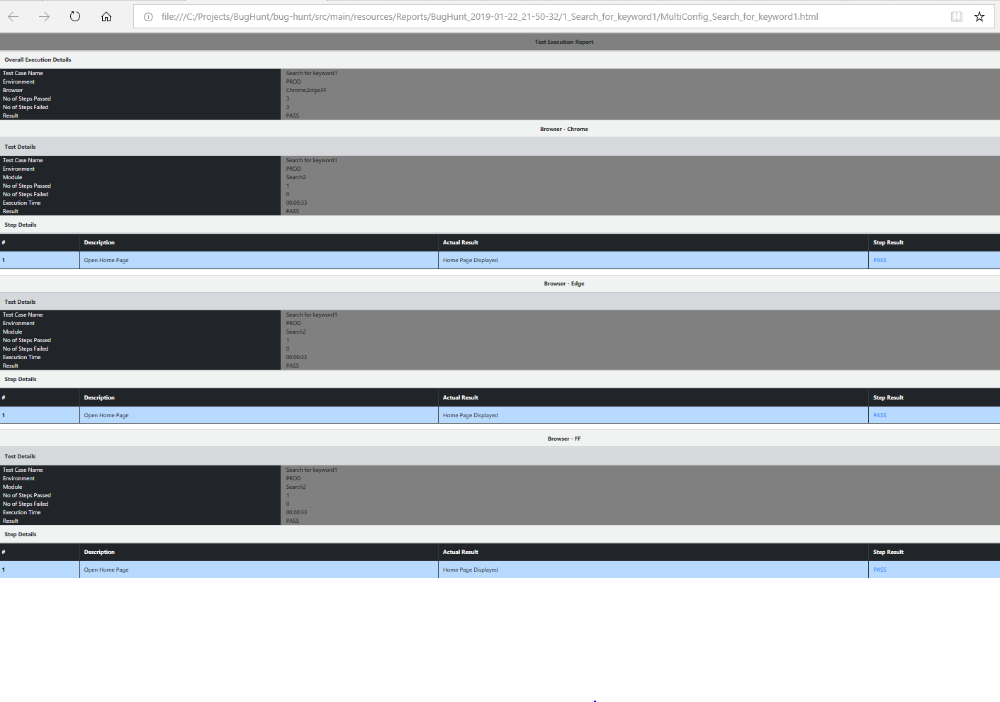 file:///C:/Projects/BugHunt/bug-hunt/src/main/resources/Reports/BugHunt_2019-01-22_21-50-32/1_Search_for_keyword1/MultiConfig_Search_for_keyword1.html
Test Execution Report
Overall Execution Details
Test Case Name Search for keyword1
Environment PROD
Browser Chrome,Edge,FF
No of Steps Passed 3
No of Steps Failed 3
Result PASS
Browser - Chrome
Test Details
Test Case Name Search for keyword1
Environment PROD
Module Search2
No of Steps Passed 1
No of Steps Failed 0
Execution Time 00:00:33
Result PASS
Step Details
# Description Actual Result Step Result
1 Open Home Page Home Page Displayed PASS
Browser - Edge
Test Details
Test Case Name Search for keyword1
Environment PROD
Module Search2
No of Steps Passed 1
No of Steps Failed 0
Execution Time 00:00:33
Result PASS
Step Details
# Description Actual Result Step Result
1 Open Home Page Home Page Displayed PASS
Browser - FF
Test Details
Test Case Name Search for keyword1
Environment PROD
Module Search2
No of Steps Passed 1
No of Steps Failed 0
Execution Time 00:00:33
Result PASS
Step Details
# Description Actual Result Step Result
1 Open Home Page Home Page Displayed PASS